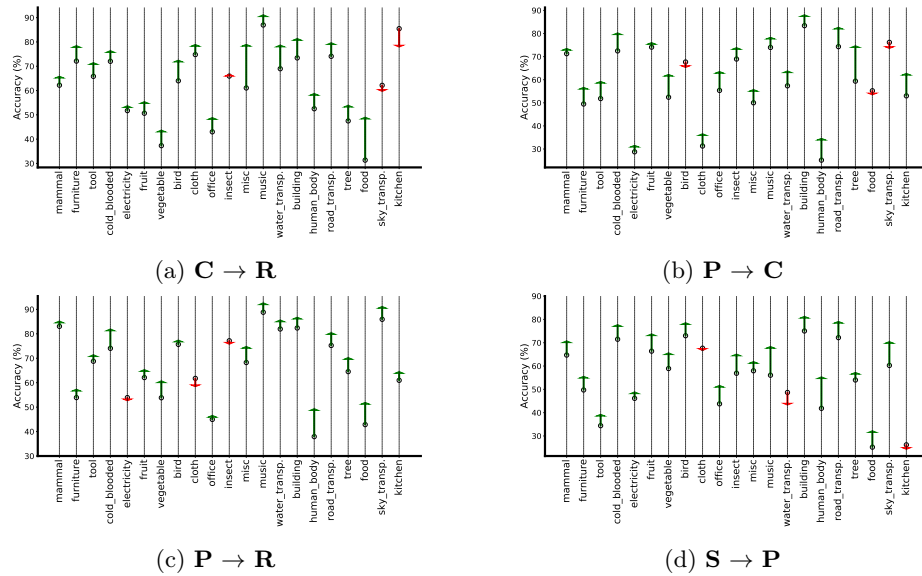 Accuracy (%)
90
80
70
60
50
40
30
mammal
furniture
tool
cold_blooded
electricity
fruit
vegetable
bird
cloth
office
insect
misc
music
water_transp.
building
human_body
road_transp.
tree
food
sky_transp.
kitchen
(a) C → R
Accuracy (%)
90
80
70
60
50
40
30
mammal
furniture
tool
cold_blooded
electricity
fruit
vegetable
bird
cloth
office
insect
misc
music
water_transp.
building
human_body
road_transp.
tree
food
sky_transp.
kitchen
(b) P → C
Accuracy (%)
90
80
70
60
50
40
30
mammal
furniture
tool
cold_blooded
electricity
fruit
vegetable
bird
cloth
office
insect
misc
music
water_transp.
building
human_body
road_transp.
tree
food
sky_transp.
kitchen
(c) P → R
Accuracy (%)
90
80
70
60
50
40
30
mammal
furniture
tool
cold_blooded
electricity
fruit
vegetable
bird
cloth
office
insect
misc
music
water_transp.
building
human_body
road_transp.
tree
food
sky_transp.
kitchen
(d) S → P